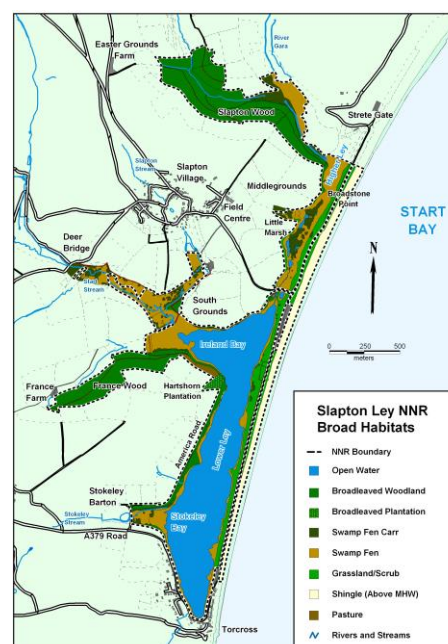 Easter Grounds
Farm
River
Gara
Slapton Wood
Strete Gate
Slapton
Stream
Slapton
Village
Middlegrounds
Higher Ley
Broadstone
Point
Field
Centre
Little
Marsh
START
BAY
Deer
Bridge
N
Stream
South
Grounds
Ireland Bay
0 250 500
meters
France Wood
France
Farm
Hartshorn
Plantation
America Road
Lower Ley
Stokeley
Barton
Stokeley
Stream
Stokeley
Bay
A379 Road
Torcross
Slapton Ley NNR
Broad Habitats
NNR Boundary
Open Water
Broadleaved Woodland
Broadleaved Plantation
Swamp Fen Carr
Swamp Fen
Grassland/Scrub
Shingle (Above MHW)
Pasture
Rivers and Streams